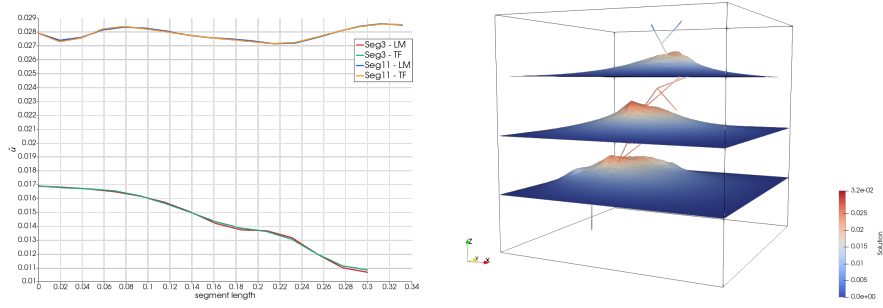 0.029
0.028
0.027
0.026
0.025
0.024
0.023
0.022
0.021
0.02
0.019
0.018
0.017
0.016
0.015
0.014
0.013
0.012
0.011
0.01
û
0 0.02 0.04 0.06 0.08 0.1 0.12 0.14 0.16 0.18 0.2 0.22 0.24 0.26 0.28 0.3 0.32 0.34
segment length
Seg3 - LM
Seg3 - TF
Seg11 - LM
Seg11 - TF
Z
Y
X
3.2e-02
0.025
0.02
0.015
0.01
0.005
0.0e+00
Solution